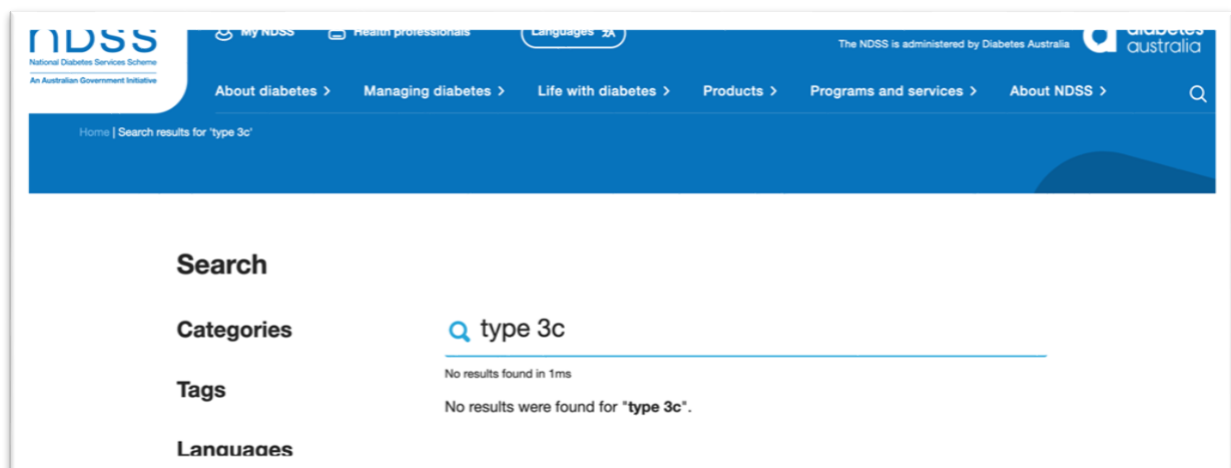 ndss
National Diabetes Services Scheme
An Australian Government Initiative
My NDSS
Health professionals
Languages
The NDSS is administered by Diabetes Australia
diabetes
australia
About diabetes >
Managing diabetes >
Life with diabetes >
Products >
Programs and services >
About NDSS >
Home | Search results for 'type 3c'
Search
Categories
Tags
Languages
type 3c
No results found in 1ms
No results were found for "type 3c".